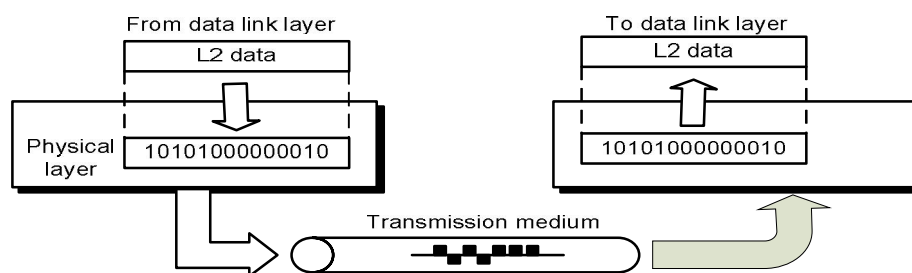 From data link layer
L2 data
Physical
layer
10101000000010
To data link layer
L2 data
10101000000010
Transmission medium